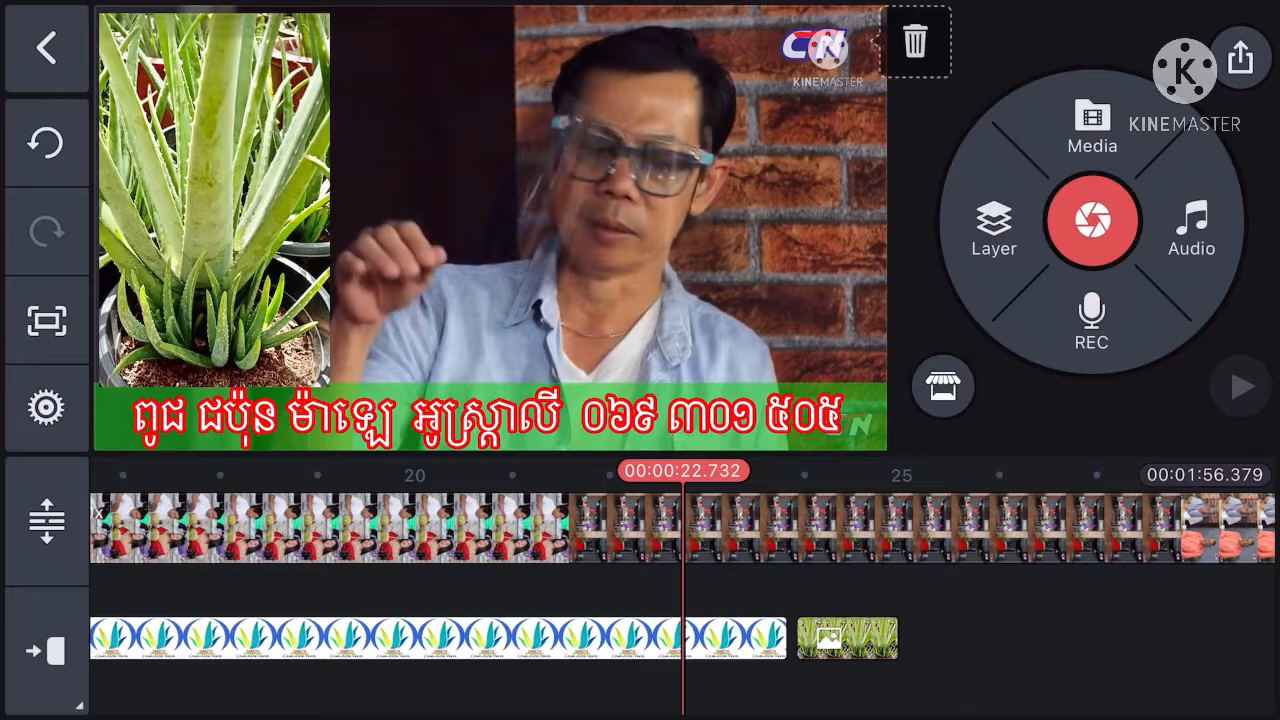 CN
KINEMASTER
KINEMASTER
Media
Layer
Audio
REC
ពូជ ជប៉ុន ម៉ាឡេ អូស្ត្រាលី ០៦៩ ៣០១ ៥០៥
20
00:00:22.732
25
00:01:56.379